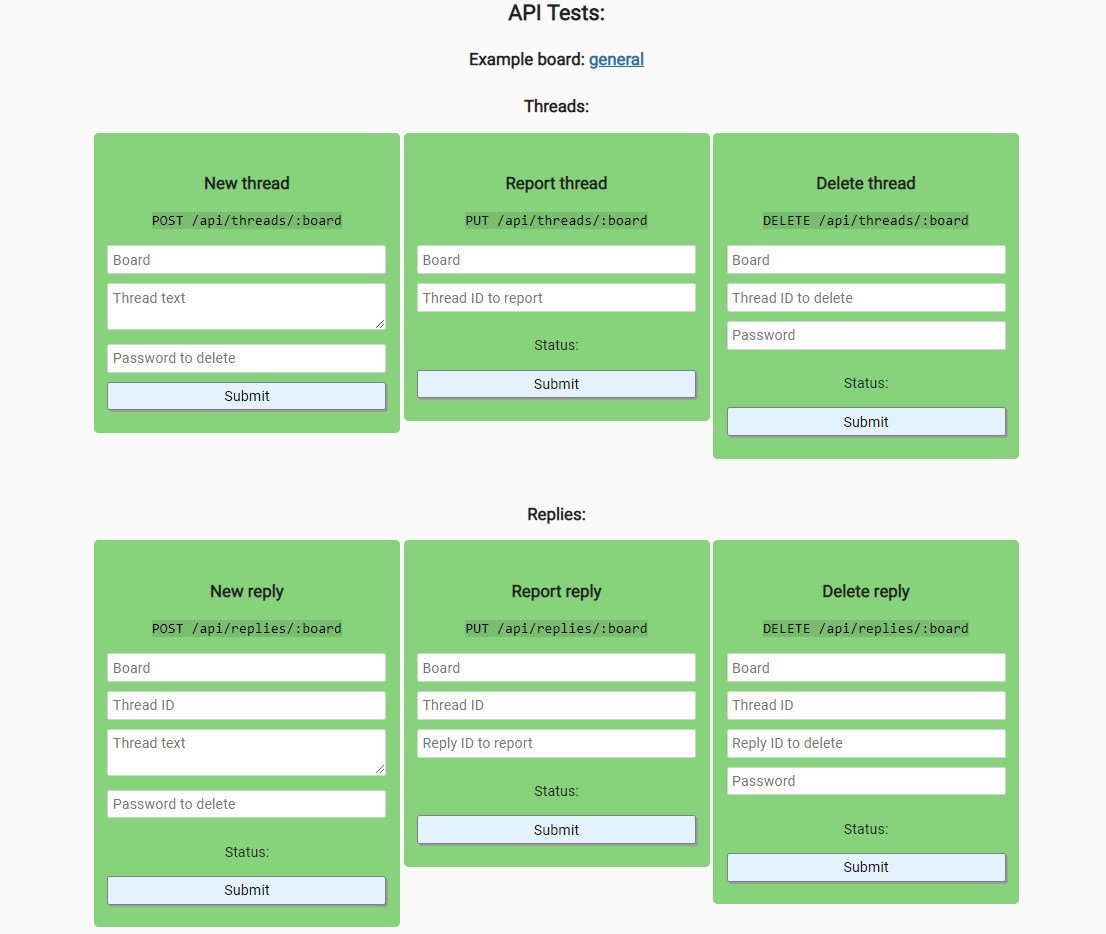 API Tests:
Example board: general
Threads:
New thread
POST /api/threads/:board
Board
Thread text
Password to delete
Submit
Report thread
PUT /api/threads/:board
Board
Thread ID to report
Status:
Submit
Delete thread
DELETE /api/threads/:board
Board
Thread ID to delete
Password
Status:
Submit
Replies:
New reply
POST /api/replies/:board
Board
Thread ID
Thread text
Password to delete
Status:
Submit
Report reply
PUT /api/replies/:board
Board
Thread ID
Reply ID to report
Status:
Submit
Delete reply
DELETE /api/replies/:board
Board
Thread ID
Reply ID to delete
Password
Status:
Submit